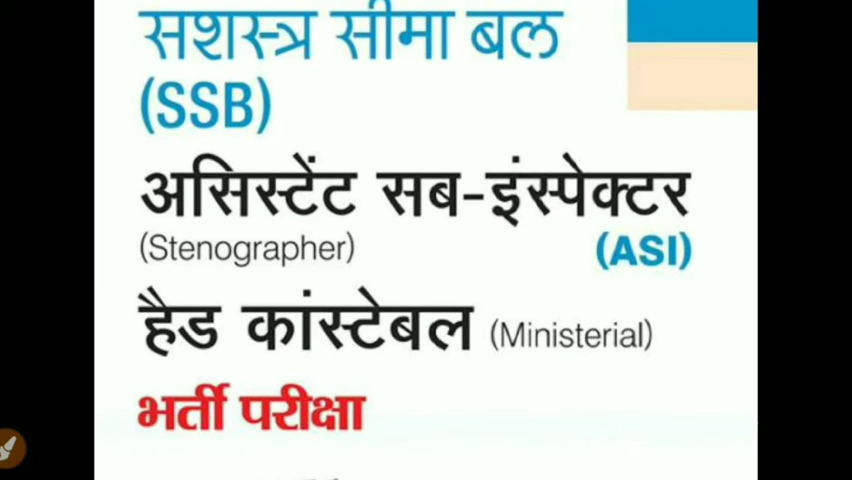 सशस्त्र सीमा बल
(SSB)
असिस्टेंट सब-इंस्पेक्टर
(Stenographer) (ASI)
हैड कांस्टेबल (Ministerial)
भर्ती परीक्षा